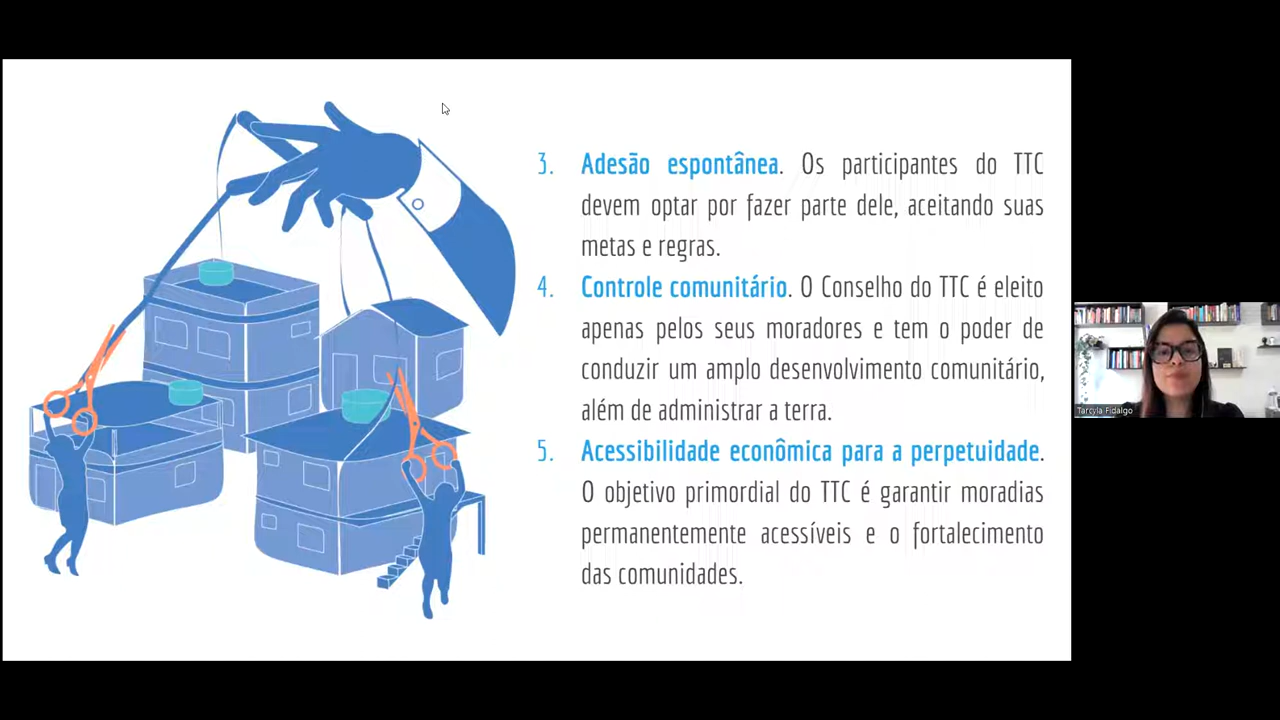 3. Adesão espontânea. Os participantes do TTC
devem optar por fazer parte dele, aceitando suas
metas e regras.
4. Controle comunitário. O Conselho do TTC é eleito
apenas pelos seus moradores e tem o poder de
conduzir um amplo desenvolvimento comunitário,
além de administrar a terra.
5. Acessibilidade econômica para a perpetuidade.
O objetivo primordial do TTC é garantir moradias
permanentemente acessíveis e o fortalecimento
das comunidades.
Tarcyla Fidalgo